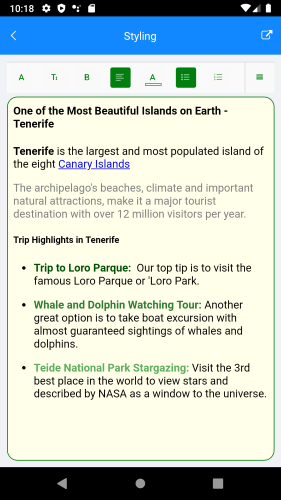 10:18
Styling
A TI B A
One of the Most Beautiful Islands on Earth -
Tenerife
Tenerife is the largest and most populated island of
the eight Canary Islands
The archipelago's beaches, climate and important
natural attractions, make it a major tourist
destination with over 12 million visitors per year.
Trip Highlights in Tenerife
• Trip to Loro Parque: Our top tip is to visit the
famous Loro Parque or 'Loro Park.
• Whale and Dolphin Watching Tour: Another
great option is to take boat excursion with
almost guaranteed sightings of whales and
dolphins.
• Teide National Park Stargazing: Visit the 3rd
best place in the world to view stars and
described by NASA as a window to the universe.